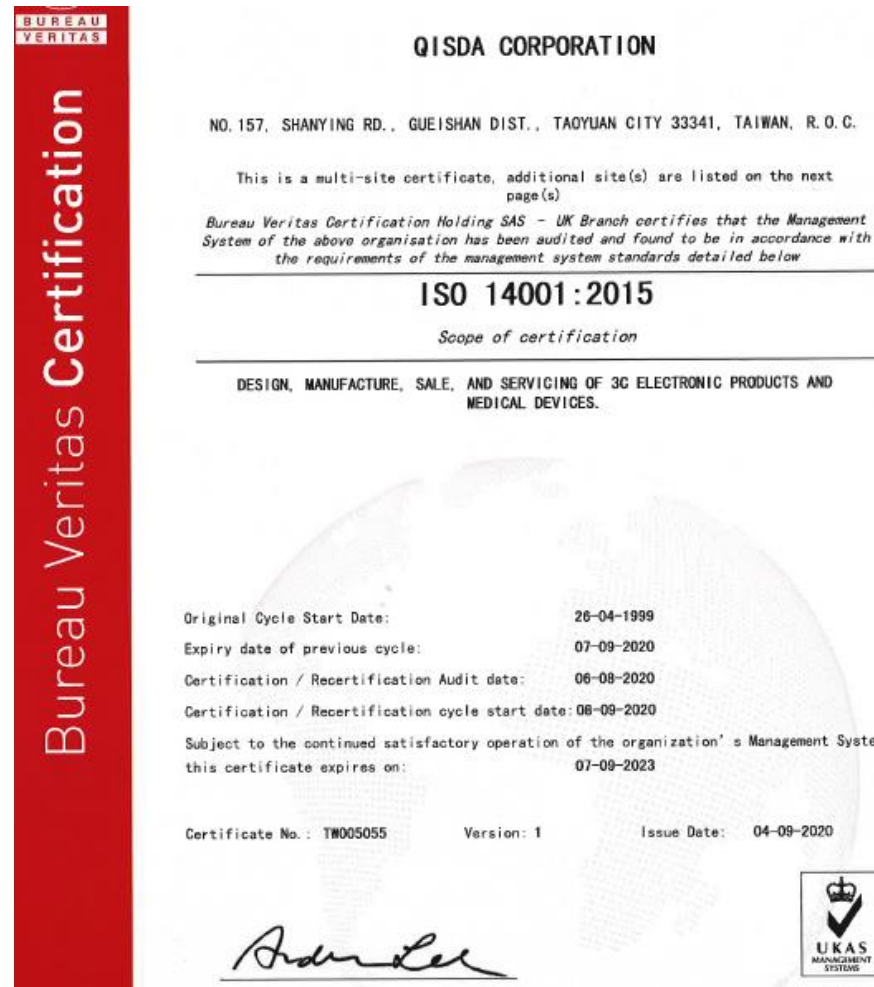 BUREAU
VERITAS
Bureau Veritas Certification
QISDA CORPORATION
NO. 157, SHANYING RD., GUEISHAN DIST., TAOYUAN CITY 33341, TAIWAN, R.O.C.
This is a multi-site certificate, additional site(s) are listed on the next
page(s)
Bureau Veritas Certification Holding SAS - UK Branch certifies that the Management
System of the above organisation has been audited and found to be in accordance with
the requirements of the management system standards detailed below
ISO 14001:2015
Scope of certification
DESIGN, MANUFACTURE, SALE, AND SERVICING OF 3C ELECTRONIC PRODUCTS AND
MEDICAL DEVICES.
Original Cycle Start Date: 26-04-1999
Expiry date of previous cycle: 07-09-2020
Certification / Recertification Audit date: 06-08-2020
Certification / Recertification cycle start date: 08-09-2020
Subject to the continued satisfactory operation of the organization's Management Syste
this certificate expires on: 07-09-2023
Certificate No.: TW005055 Version: 1 Issue Date: 04-09-2020
UKAS
MANAGEMENT
SYSTEMS